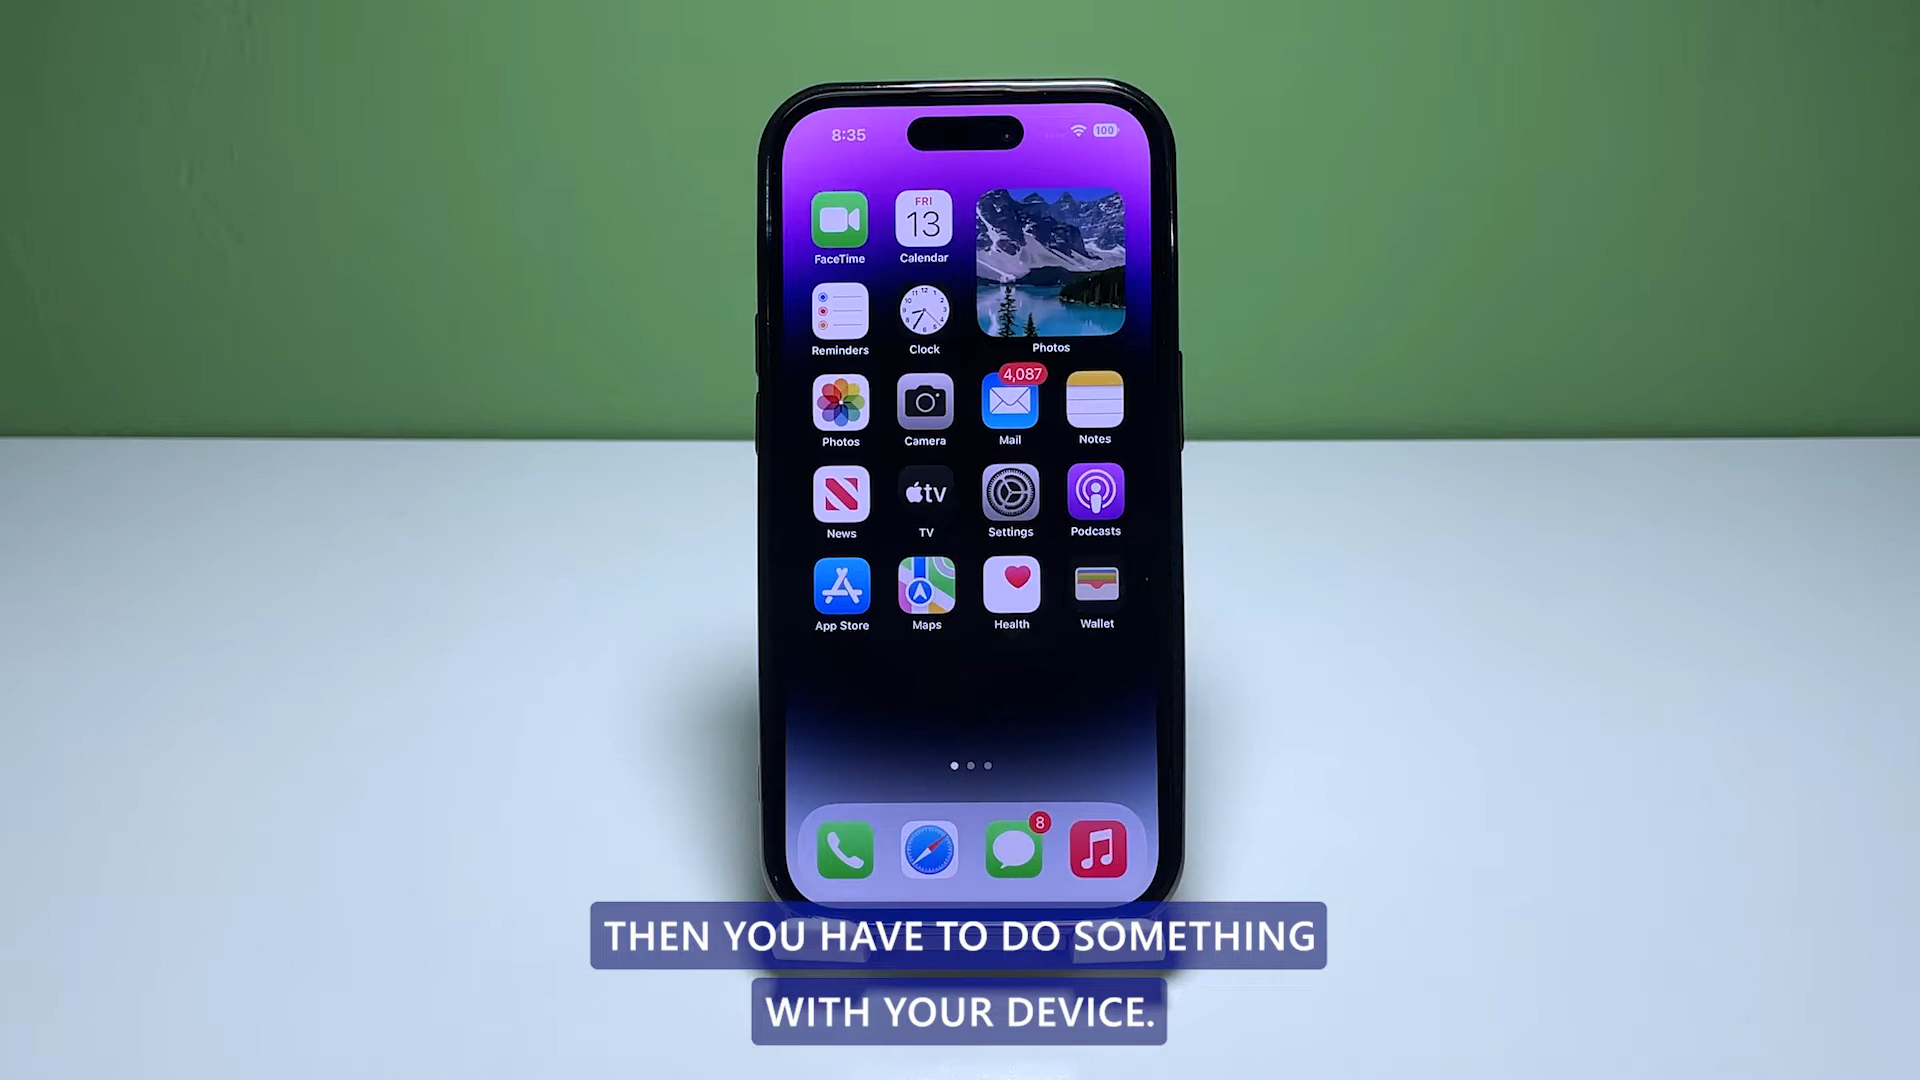 8:35
100
FRI
13
FaceTime
Calendar
Reminders
Clock
Photos
4,087
Photos
Camera
Mail
Notes
tv
News
TV
Settings
Podcasts
App Store
Maps
Health
Wallet
8
THEN YOU HAVE TO DO SOMETHING
WITH YOUR DEVICE.